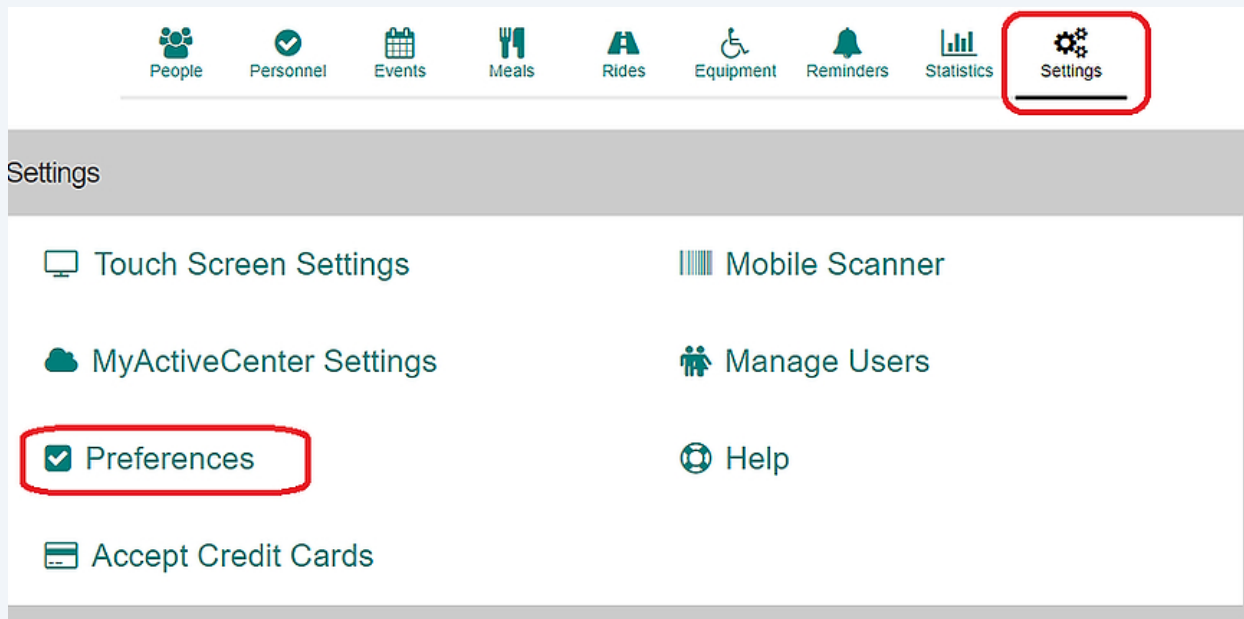 People Personnel Events Meals Rides Equipment Reminders Statistics Settings
Settings
Touch Screen Settings
Mobile Scanner
MyActiveCenter Settings
Manage Users
Preferences
Help
Accept Credit Cards